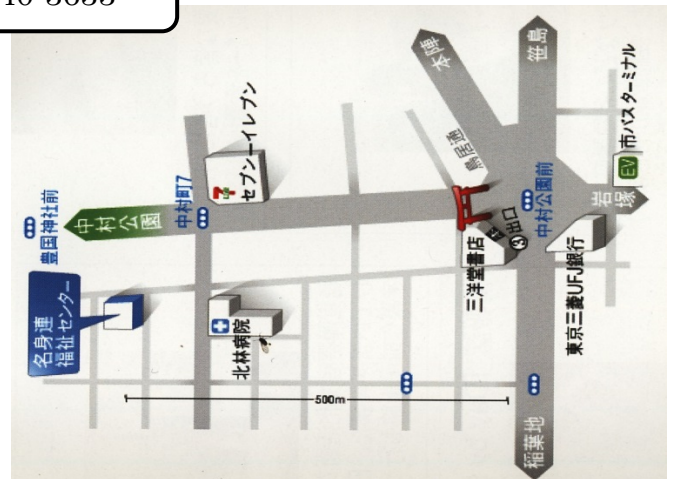 豊国神社前
中村公園
中村町7
セブンーイレブン
本陣
笹島
鳥居通
名身連
福祉センター
北林病院
三洋堂書店
③出口
中村公園前
岩塚
EV
市バスターミナル
東京三菱UFJ銀行
500m
稲葉地